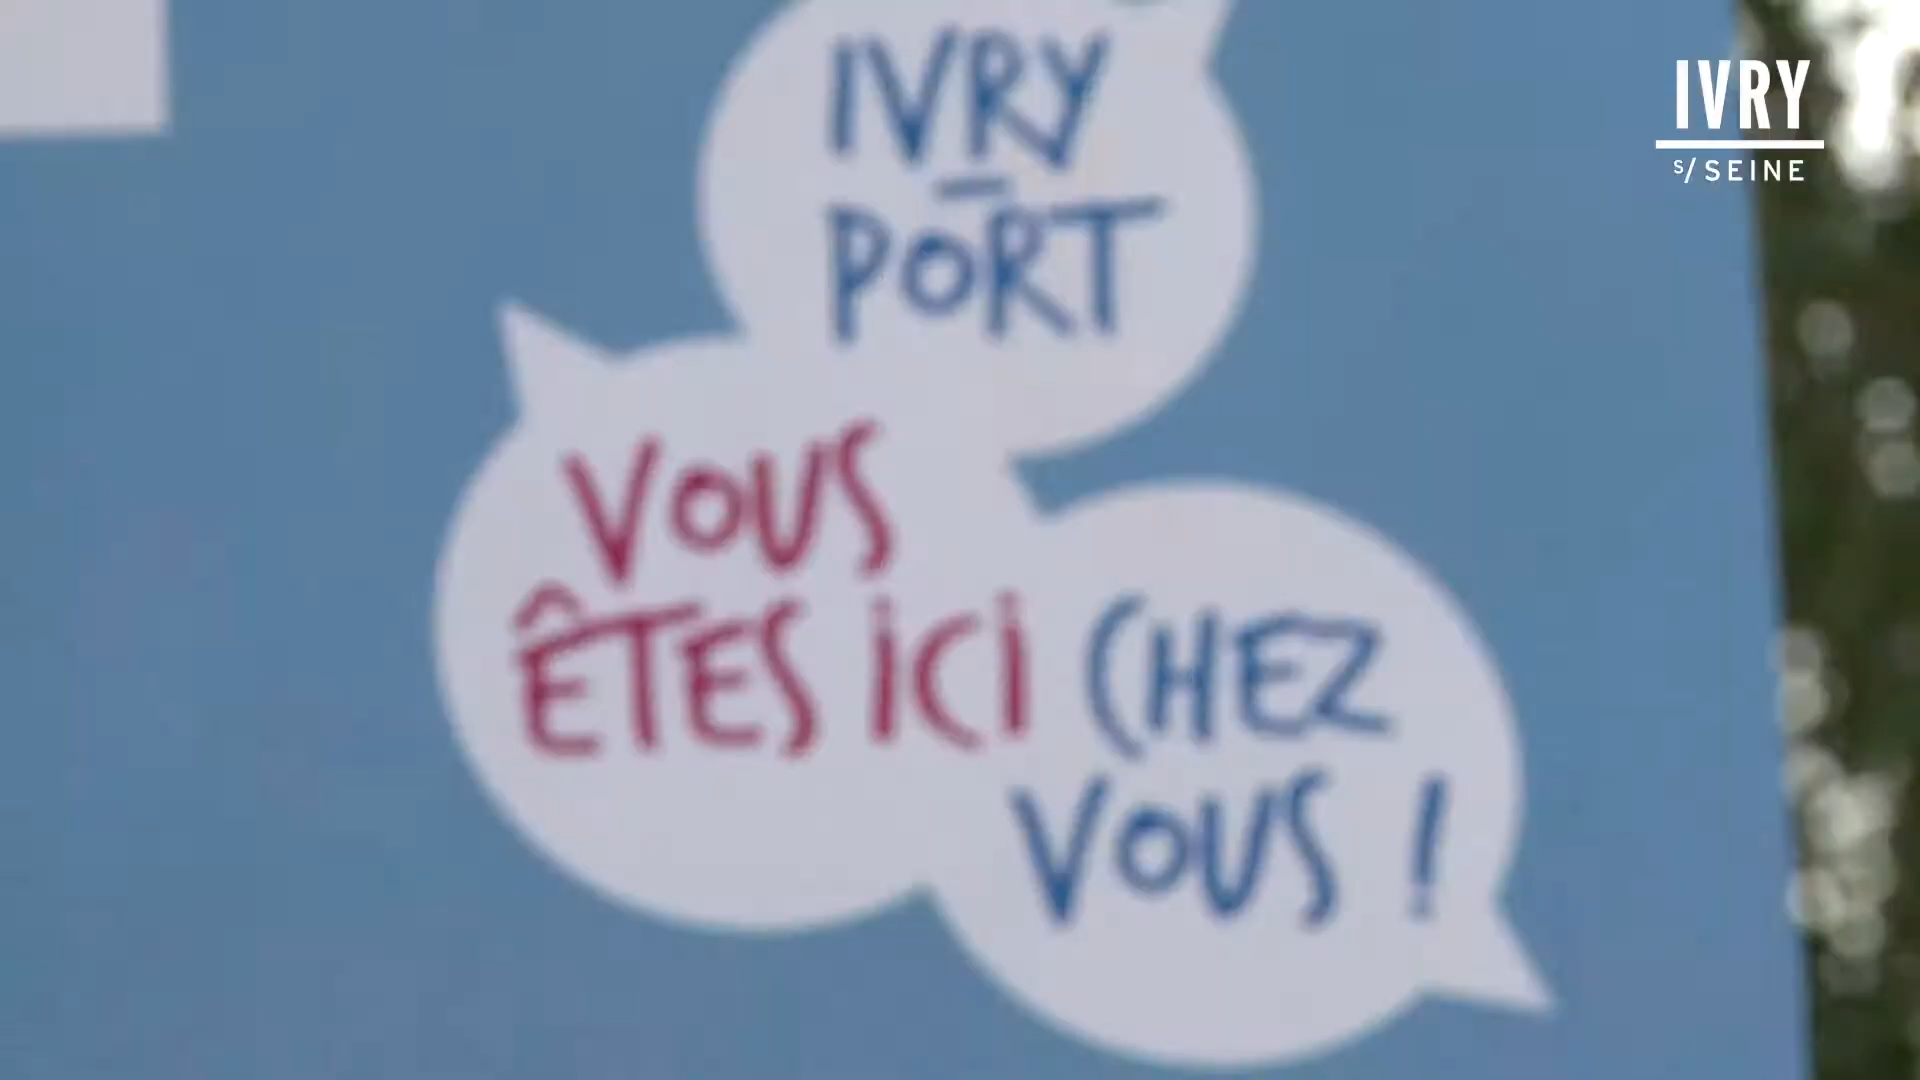 IVRY
-
PORT
VOUS
ÊTES ICI CHEZ
VOUS !
IVRY
S/SEINE